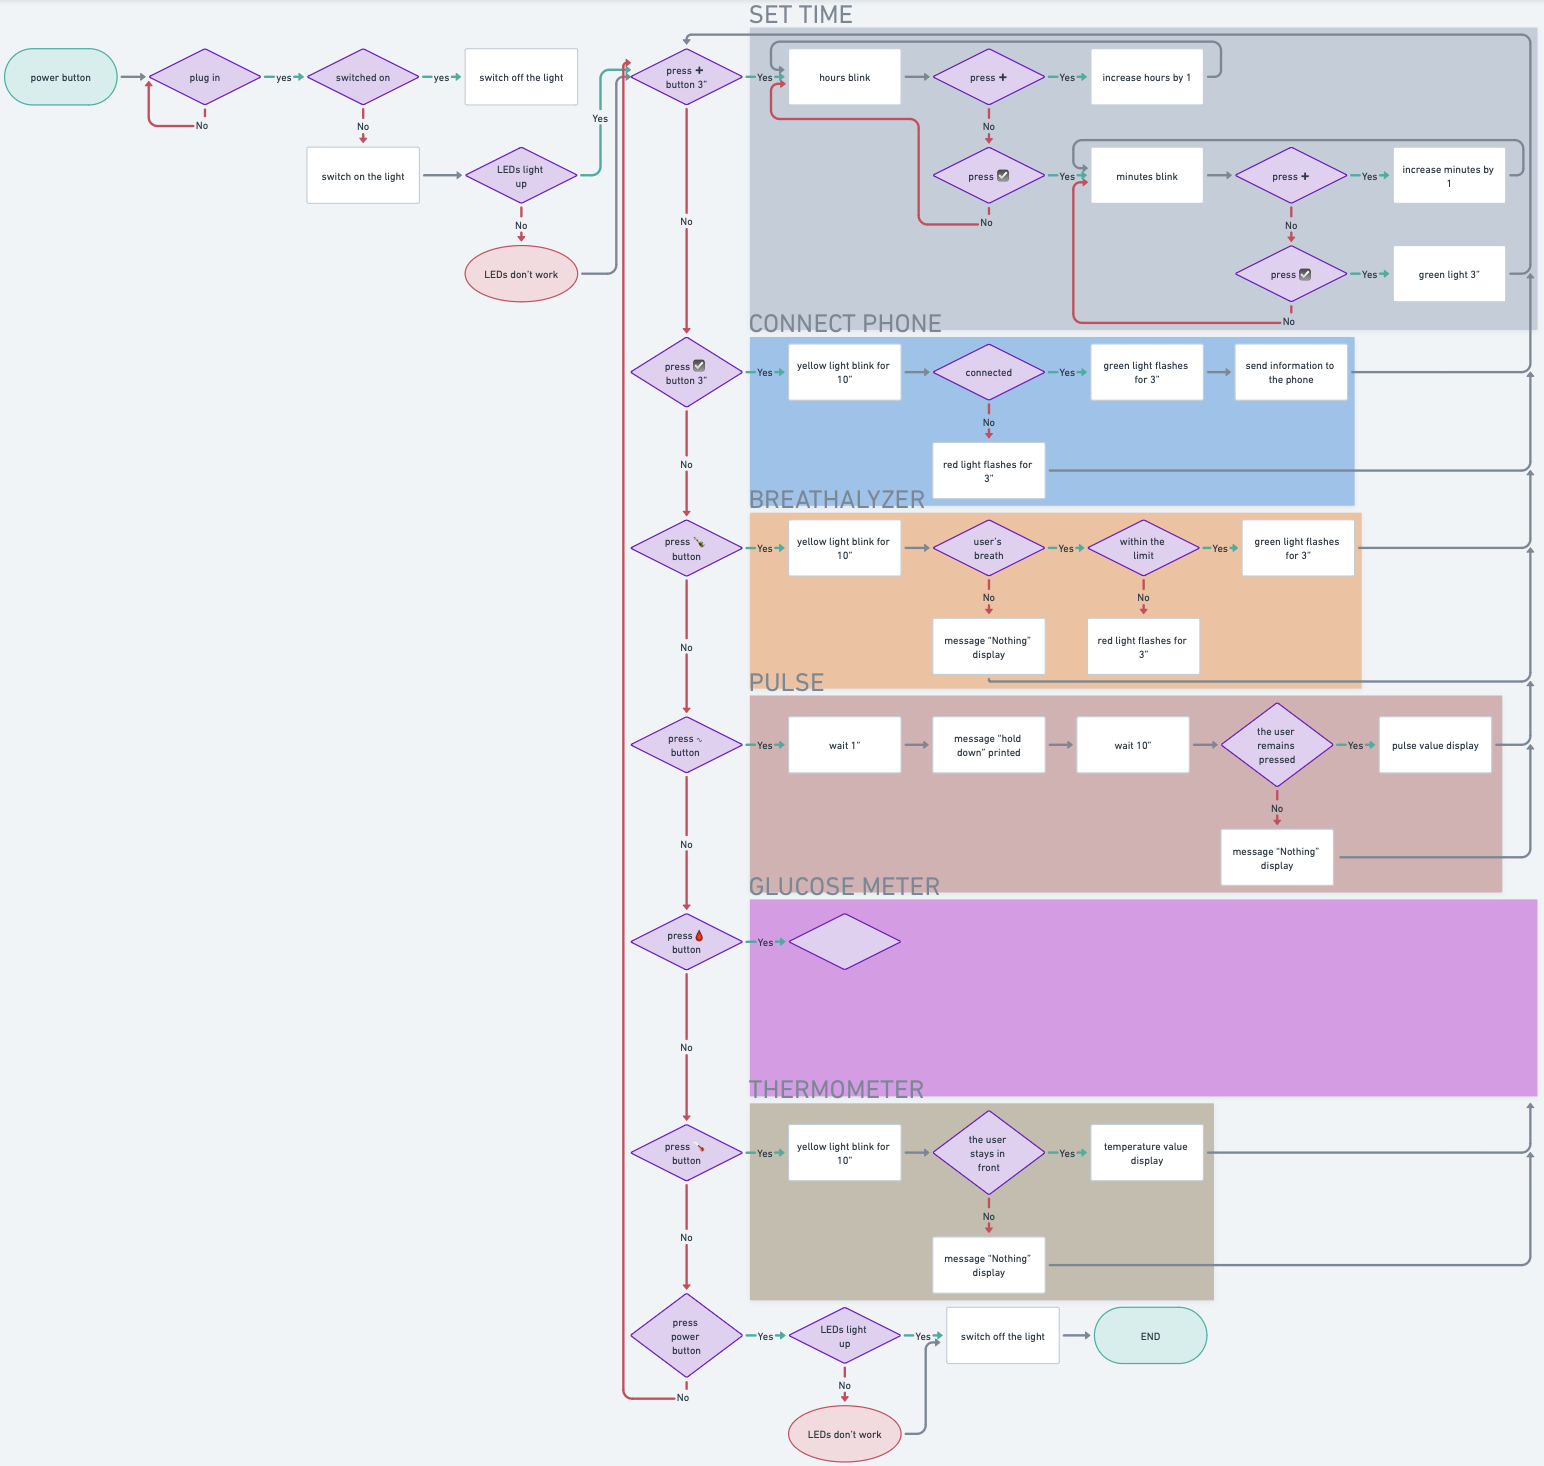 SET TIME
power button
plug in
yes
switched on
yes
switch off the light
No
No
switch on the light
LEDs light
up
Yes
No
LEDs don't work
press ➕
button 3"
Yes
hours blink
press ➕
Yes
increase hours by 1
No
press ☑
Yes
minutes blink
press ➕
Yes
increase minutes by
1
No
No
press ☑
Yes
green light 3"
No
No
CONNECT PHONE
press ☑
button 3"
Yes
yellow light blink for
10"
connected
Yes
green light flashes
for 3"
send information to
the phone
No
red light flashes for
3"
No
BREATHALYZER
press 🍾
button
Yes
yellow light blink for
10"
user's
breath
Yes
within the
limit
Yes
green light flashes
for 3"
No
No
message "Nothing"
display
red light flashes for
3"
No
PULSE
press ~
button
Yes
wait 1"
message "hold
down" printed
wait 10"
the user
remains
pressed
Yes
pulse value display
No
message "Nothing"
display
No
GLUCOSE METER
press 🩸
button
Yes
No
THERMOMETER
press 🌡
button
Yes
yellow light blink for
10"
the user
stays in
front
Yes
temperature value
display
No
message "Nothing"
display
No
press
power
button
Yes
LEDs light
up
Yes
switch off the light
END
No
No
LEDs don't work